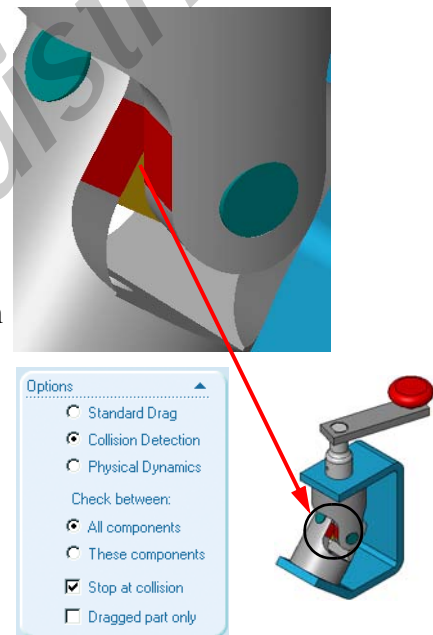 Options
Standard Drag
Collision Detection
Physical Dynamics
Check between:
All components
These components
Stop at collision
Dragged part only